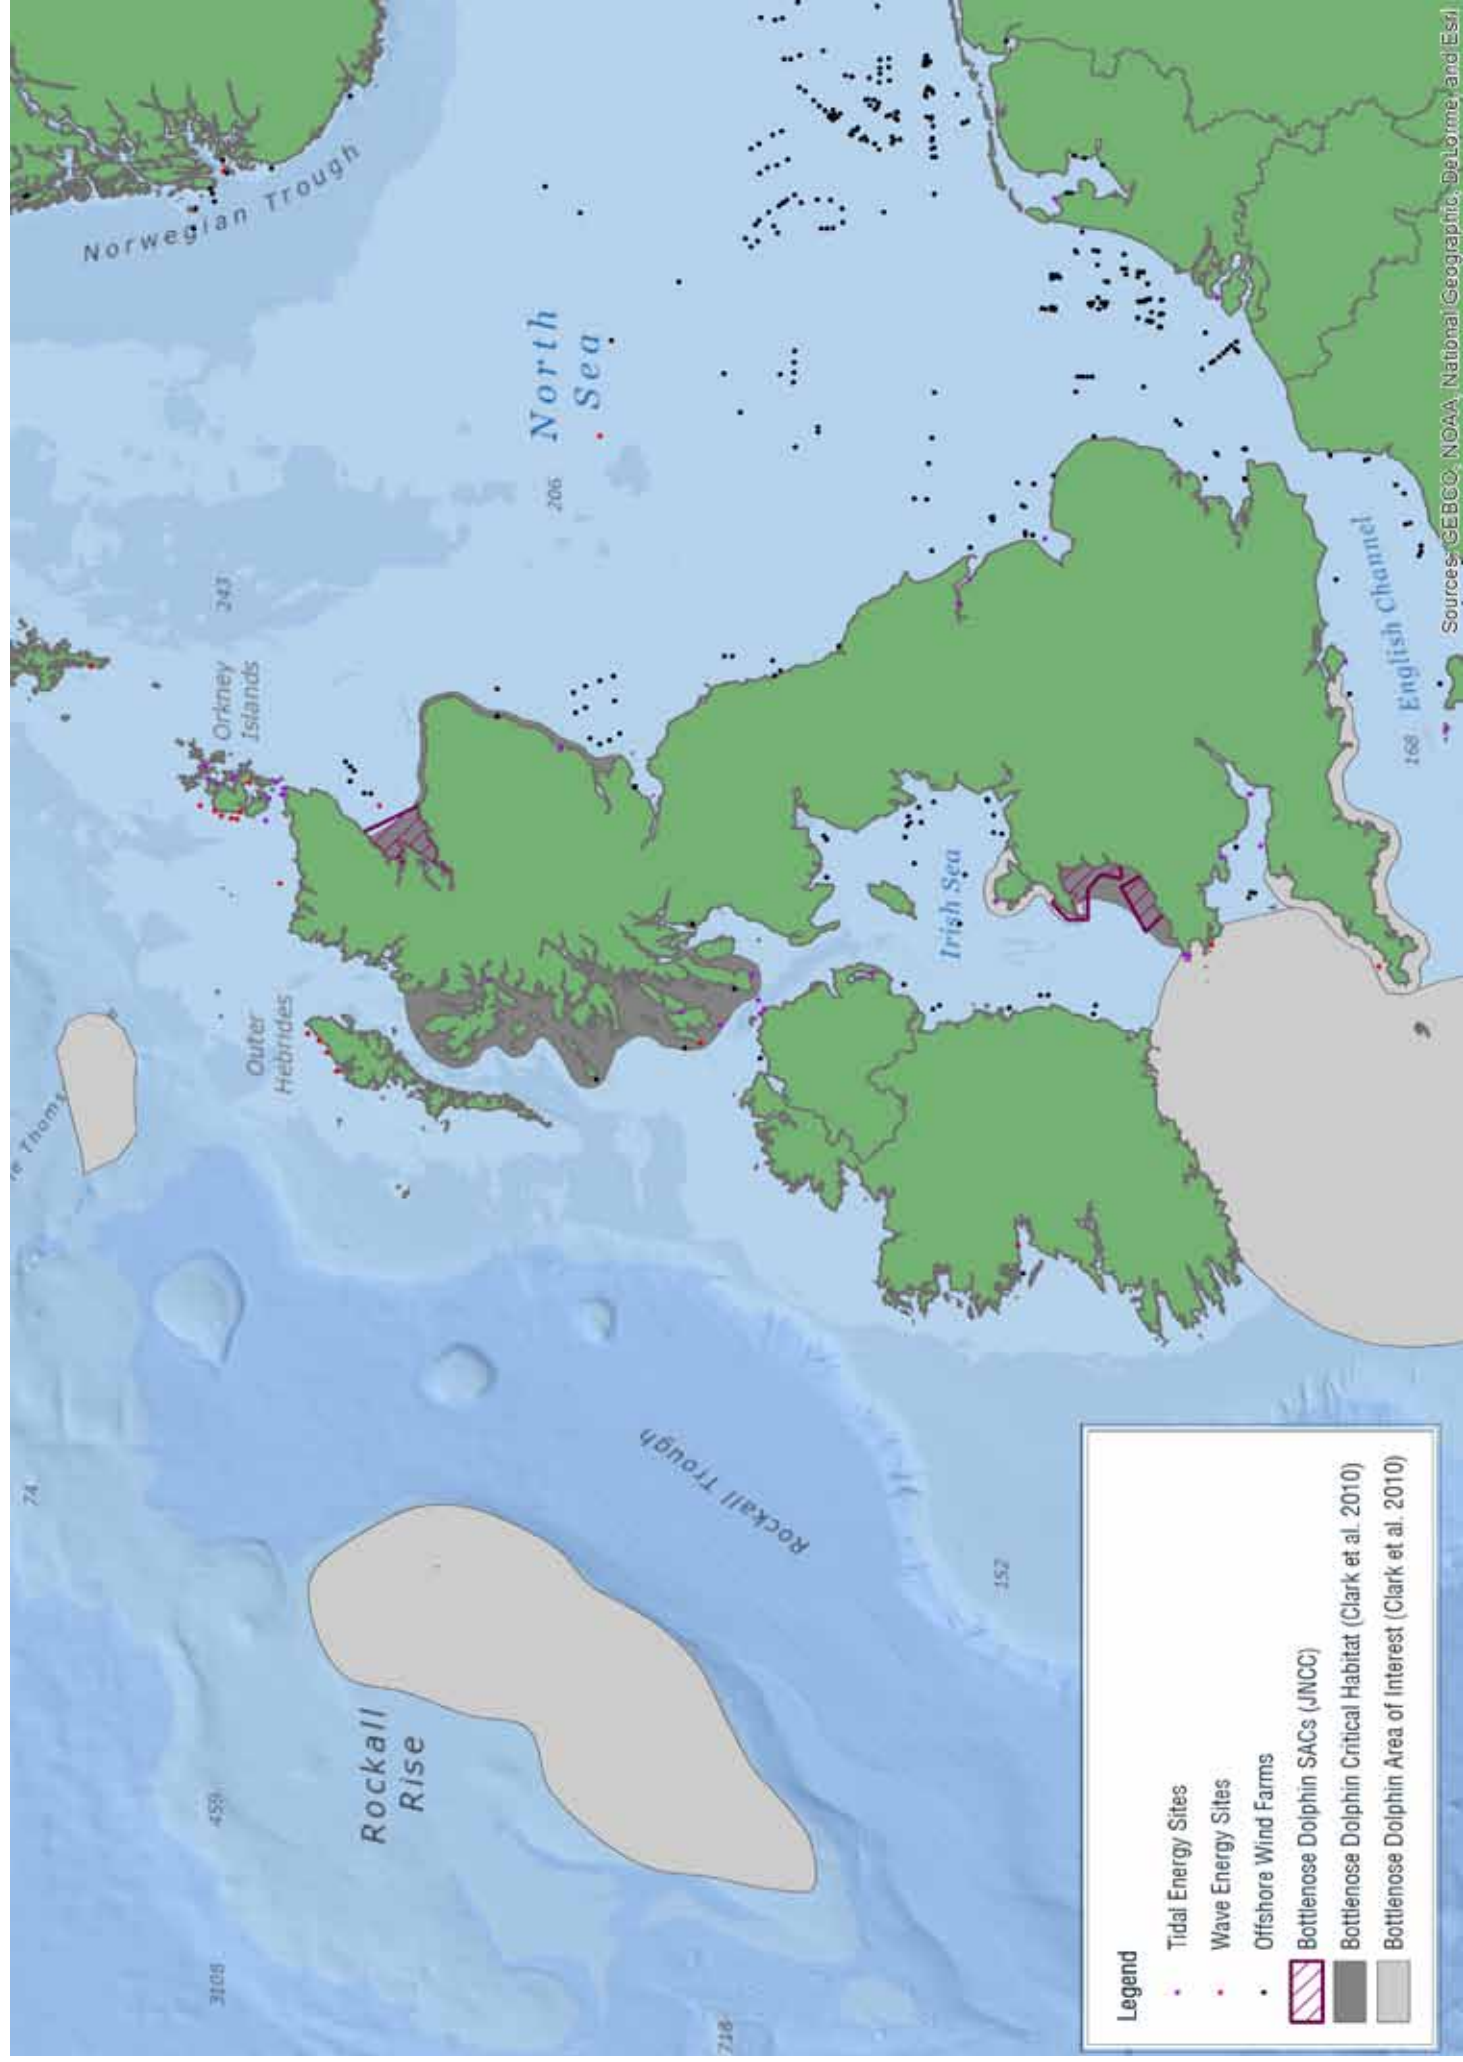 74
Norwegian Trough
3108
459
243
Orkney
Islands
Outer
Hebrides
Rockall
Rise
North
Sea
206
Rockall Trough
718
Irish Sea
152
168
English Channel
Legend
Tidal Energy Sites
Wave Energy Sites
Offshore Wind Farms
Bottlenose Dolphin SACs (JNCC)
Bottlenose Dolphin Critical Habitat (Clark et al. 2010)
Bottlenose Dolphin Area of Interest (Clark et al. 2010)
Sources: GEBCO, NOAA, National Geographic, DeLorme, and Esri